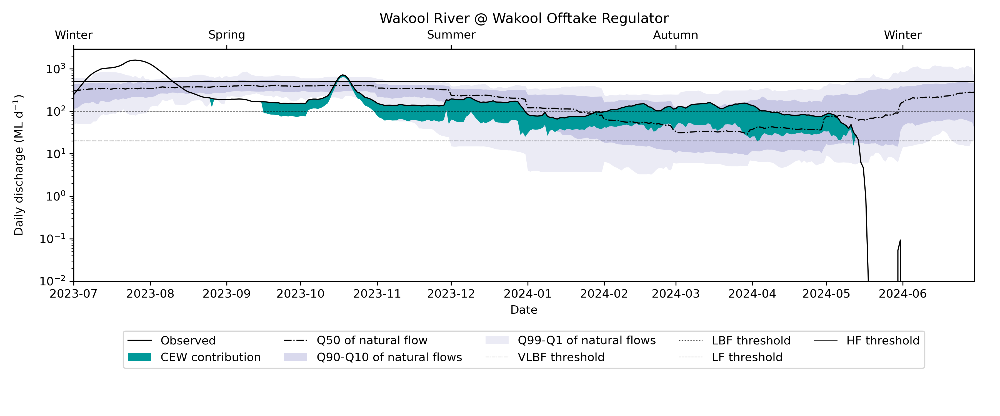 Wakool River @ Wakool Offtake Regulator
Winter Spring Summer Autumn Winter
Daily discharge (ML d⁻¹)
10³
10²
10¹
10⁰
10⁻¹
10⁻²
2023-07 2023-08 2023-09 2023-10 2023-11 2023-12 2024-01 2024-02 2024-03 2024-04 2024-05 2024-06
Date
Observed Q50 of natural flow Q99-Q1 of natural flows LBF threshold HF threshold
CEW contribution Q90-Q10 of natural flows VLBF threshold LF threshold